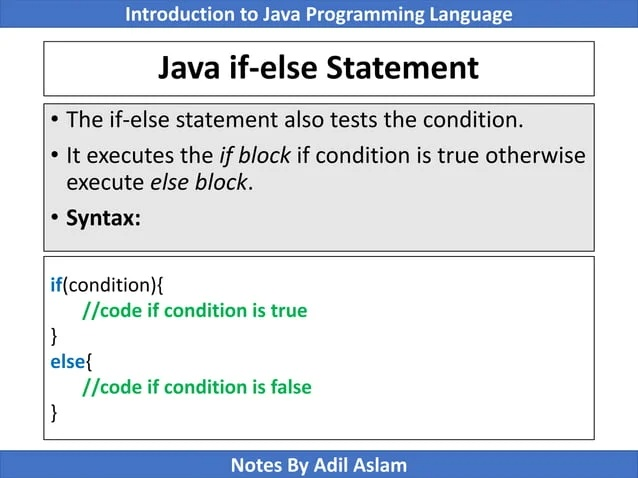 Introduction to Java Programming Language
Java if-else Statement
• The if-else statement also tests the condition.
• It executes the if block if condition is true otherwise
execute else block.
• Syntax:
if(condition){
//code if condition is true
}
else{
//code if condition is false
}
Notes By Adil Aslam